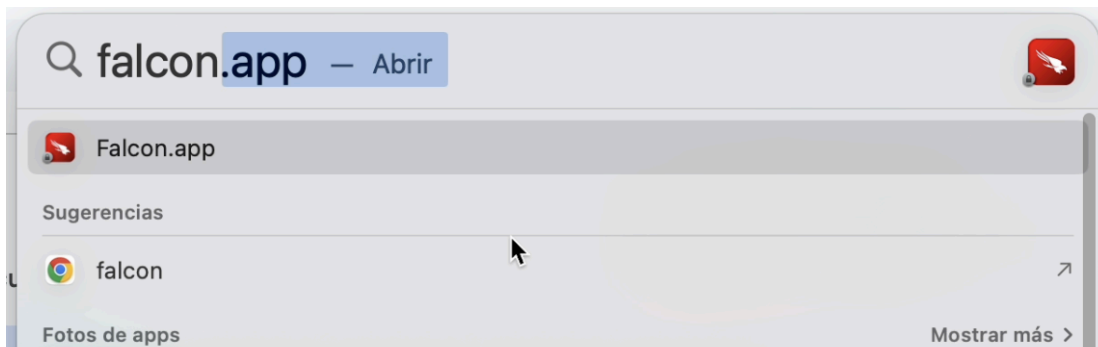 falcon.app — Abrir
Falcon.app
Sugerencias
falcon
Fotos de apps Mostrar más >